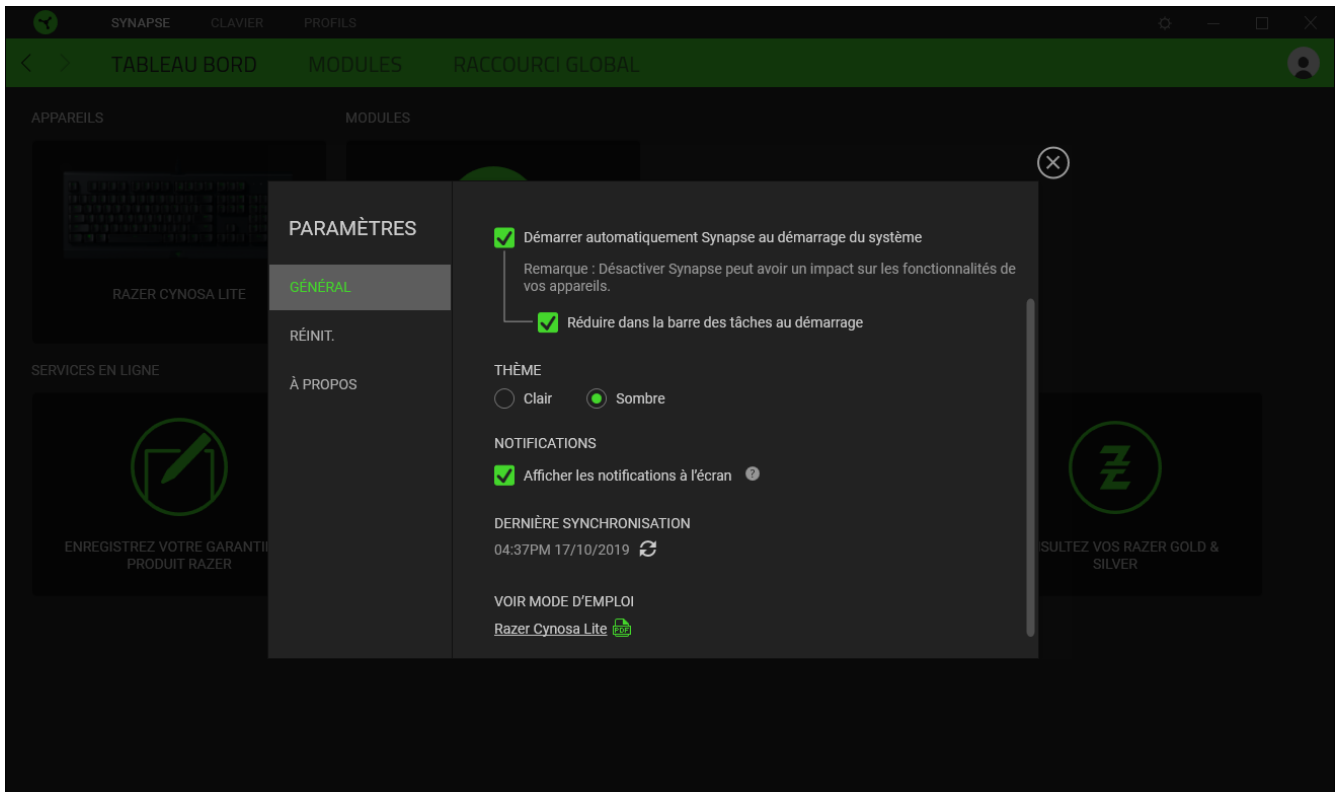 SYNAPSE CLAVIER PROFILS
TABLEAU BORD MODULES RACCOURCI GLOBAL
APPAREILS MODULES
RAZER CYNOSA LITE
SERVICES EN LIGNE
ENREGISTREZ VOTRE
PRODUIT RAZER
RAZER GOLD &
SILVER
PARAMÈTRES
GÉNÉRAL
RÉINIT.
À PROPOS
Démarrer automatiquement Synapse au démarrage du système
Remarque : Désactiver Synapse peut avoir un impact sur les fonctionnalités de
vos appareils.
Réduire dans la barre des tâches au démarrage
THÈME
Clair Sombre
NOTIFICATIONS
Afficher les notifications à l'écran ?
DERNIÈRE SYNCHRONISATION
04:37PM 17/10/2019
VOIR MODE D'EMPLOI
Razer Cynosa Lite PDF